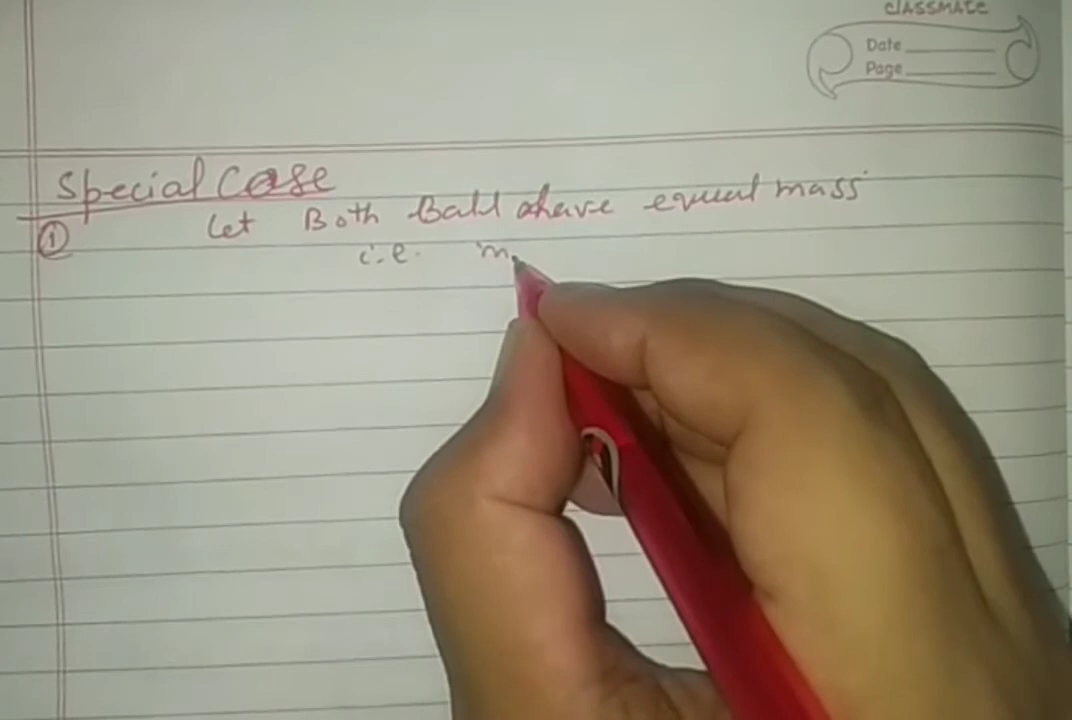 classmate
Date
Page
Special Case
① Let Both Ball have equal mass
i.e. m